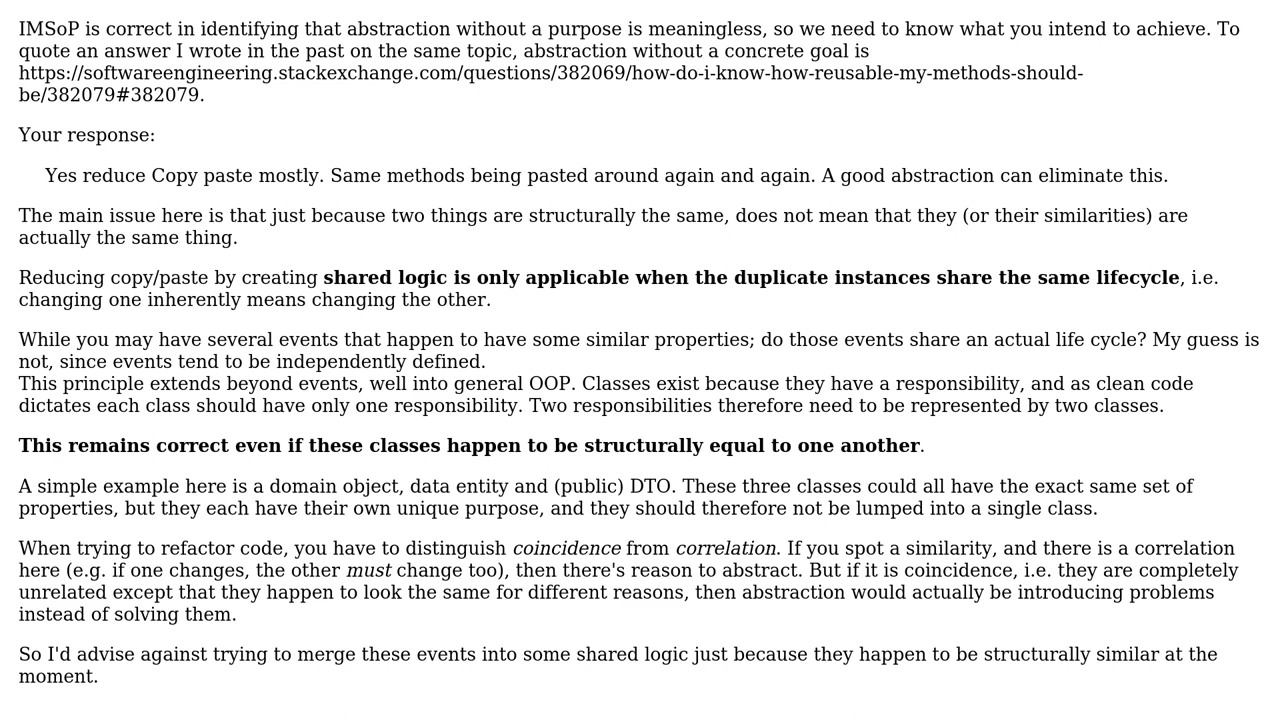 IMSoP is correct in identifying that abstraction without a purpose is meaningless, so we need to know what you intend to achieve. To
quote an answer I wrote in the past on the same topic, abstraction without a concrete goal is
https://softwareengineering.stackexchange.com/questions/382069/how-do-i-know-how-reusable-my-methods-should-
be/382079#382079.
Your response:
Yes reduce Copy paste mostly. Same methods being pasted around again and again. A good abstraction can eliminate this.
The main issue here is that just because two things are structurally the same, does not mean that they (or their similarities) are
actually the same thing.
Reducing copy/paste by creating shared logic is only applicable when the duplicate instances share the same lifecycle, i.e.
changing one inherently means changing the other.
While you may have several events that happen to have some similar properties; do those events share an actual life cycle? My guess is
not, since events tend to be independently defined.
This principle extends beyond events, well into general OOP. Classes exist because they have a responsibility, and as clean code
dictates each class should have only one responsibility. Two responsibilities therefore need to be represented by two classes.
This remains correct even if these classes happen to be structurally equal to one another.
A simple example here is a domain object, data entity and (public) DTO. These three classes could all have the exact same set of
properties, but they each have their own unique purpose, and they should therefore not be lumped into a single class.
When trying to refactor code, you have to distinguish coincidence from correlation. If you spot a similarity, and there is a correlation
here (e.g. if one changes, the other must change too), then there's reason to abstract. But if it is coincidence, i.e. they are completely
unrelated except that they happen to look the same for different reasons, then abstraction would actually be introducing problems
instead of solving them.
So I'd advise against trying to merge these events into some shared logic just because they happen to be structurally similar at the
moment.